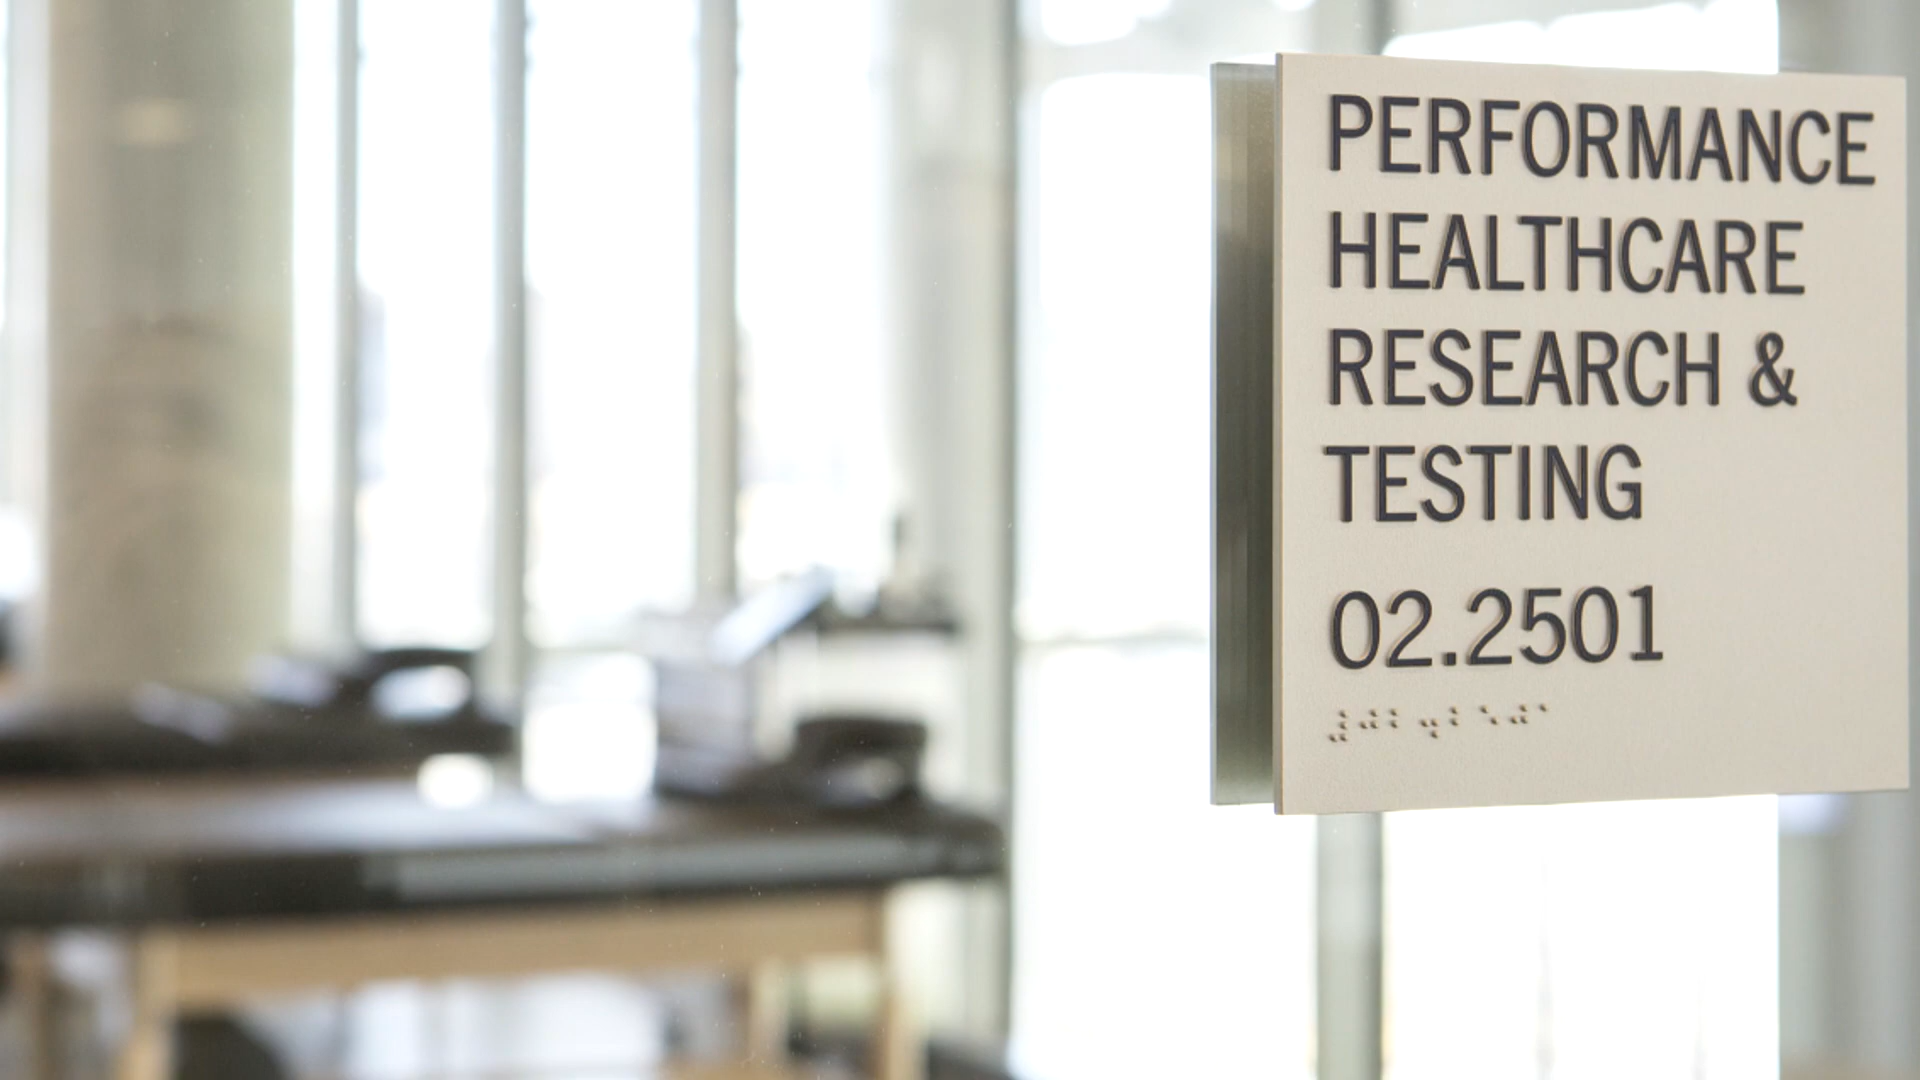 PERFORMANCE
HEALTHCARE
RESEARCH &
TESTING
02.2501
⠼⠚⠃⠲⠃⠑⠚⠁